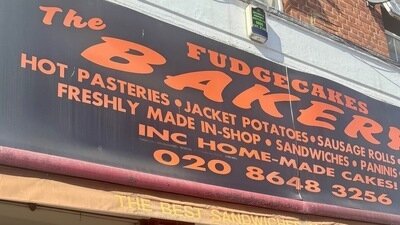 The FUDGECAKES
BAKERY
HOT PASTERIES • JACKET POTATOES • SAUSAGE ROLLS
FRESHLY MADE IN-SHOP • SANDWICHES • PANINIS
INC HOME-MADE CAKES!
020 8648 3256
THE BEST SANDWICHES